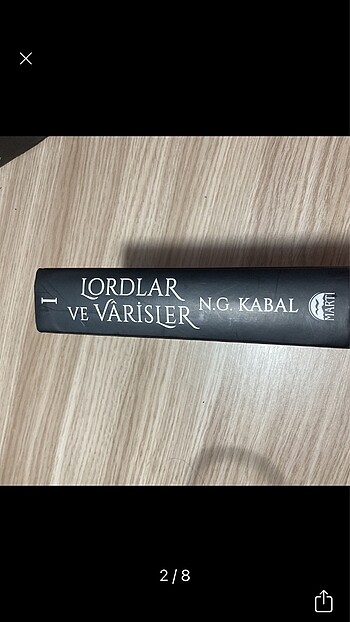 I
LORDLAR
VE VÂRİSLER
N.G. KABAL
MARTI
2/8